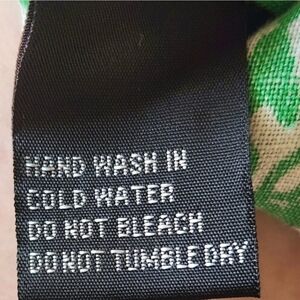 HAND WASH IN
COLD WATER
DO NOT BLEACH
DO NOT TUMBLE DRY